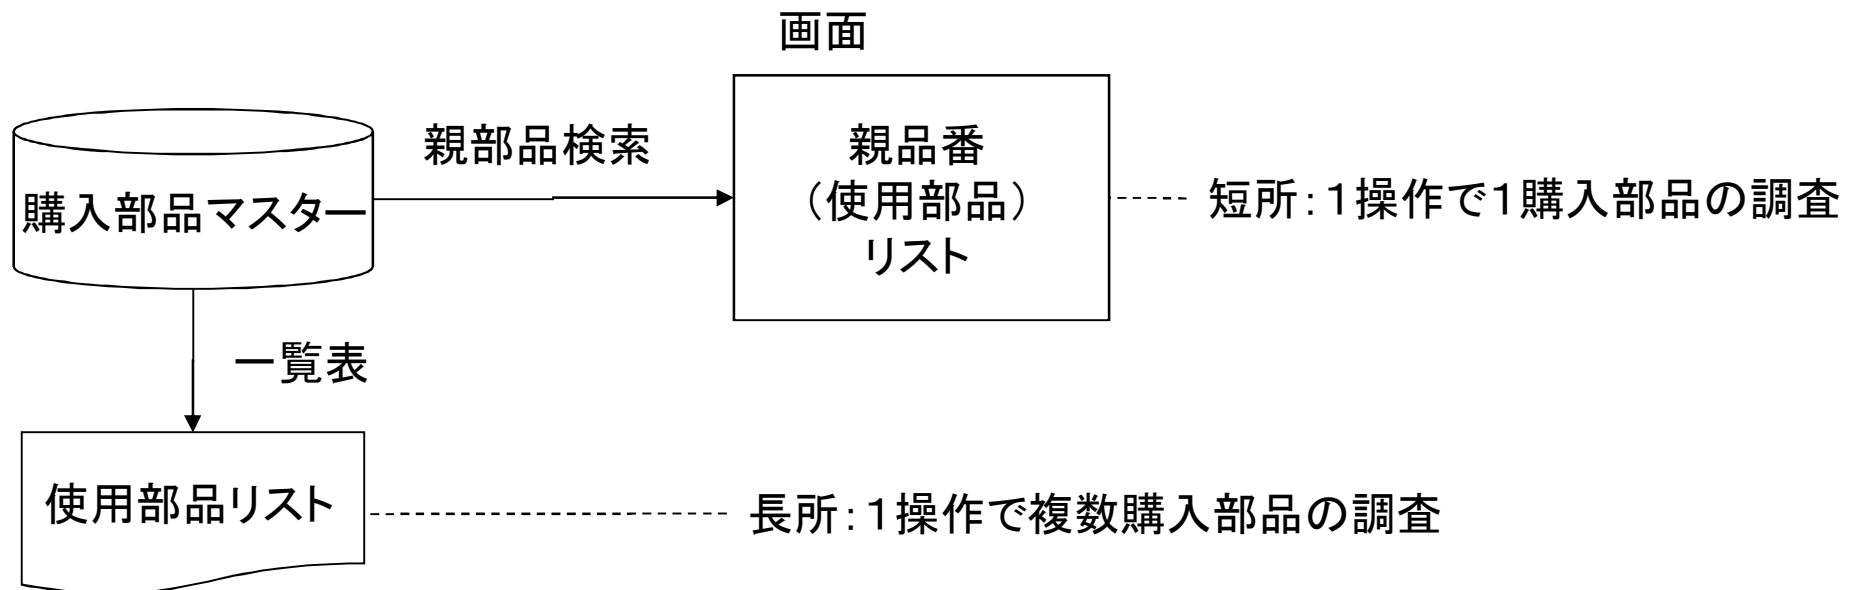 画面
親部品検索
親品番
（使用部品）
リスト
購入部品マスター
短所：１操作で１購入部品の調査
一覧表
使用部品リスト
長所：１操作で複数購入部品の調査